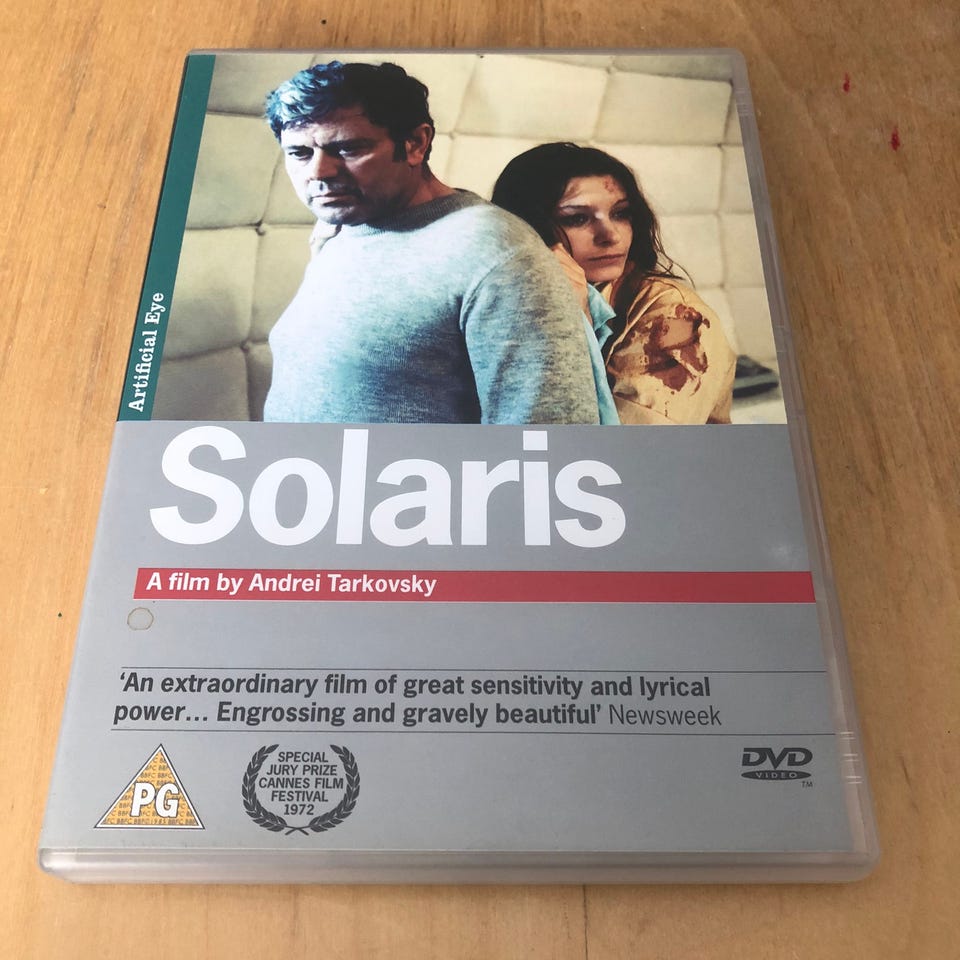 Artificial Eye
Solaris
A film by Andrei Tarkovsky
‘An extraordinary film of great sensitivity and lyrical
power... Engrossing and gravely beautiful’ Newsweek
PG
SPECIAL
JURY PRIZE
CANNES FILM
FESTIVAL
1972
DVD
VIDEO
TM